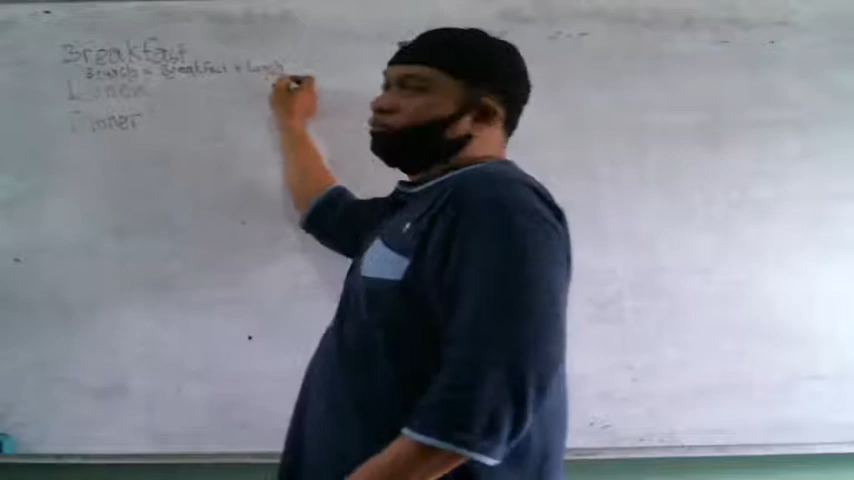 Breakfast
Brunch = Breakfast + Lunch
Lunch
Dinner